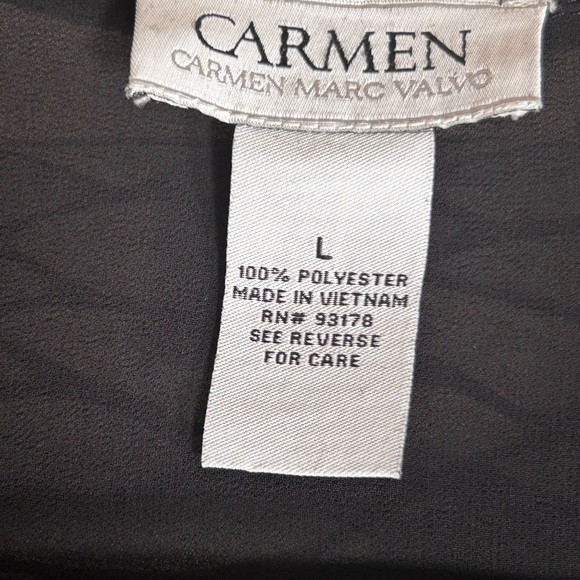 CARMEN
CARMEN MARC VALVO
L
100% POLYESTER
MADE IN VIETNAM
RN# 93178
SEE REVERSE
FOR CARE